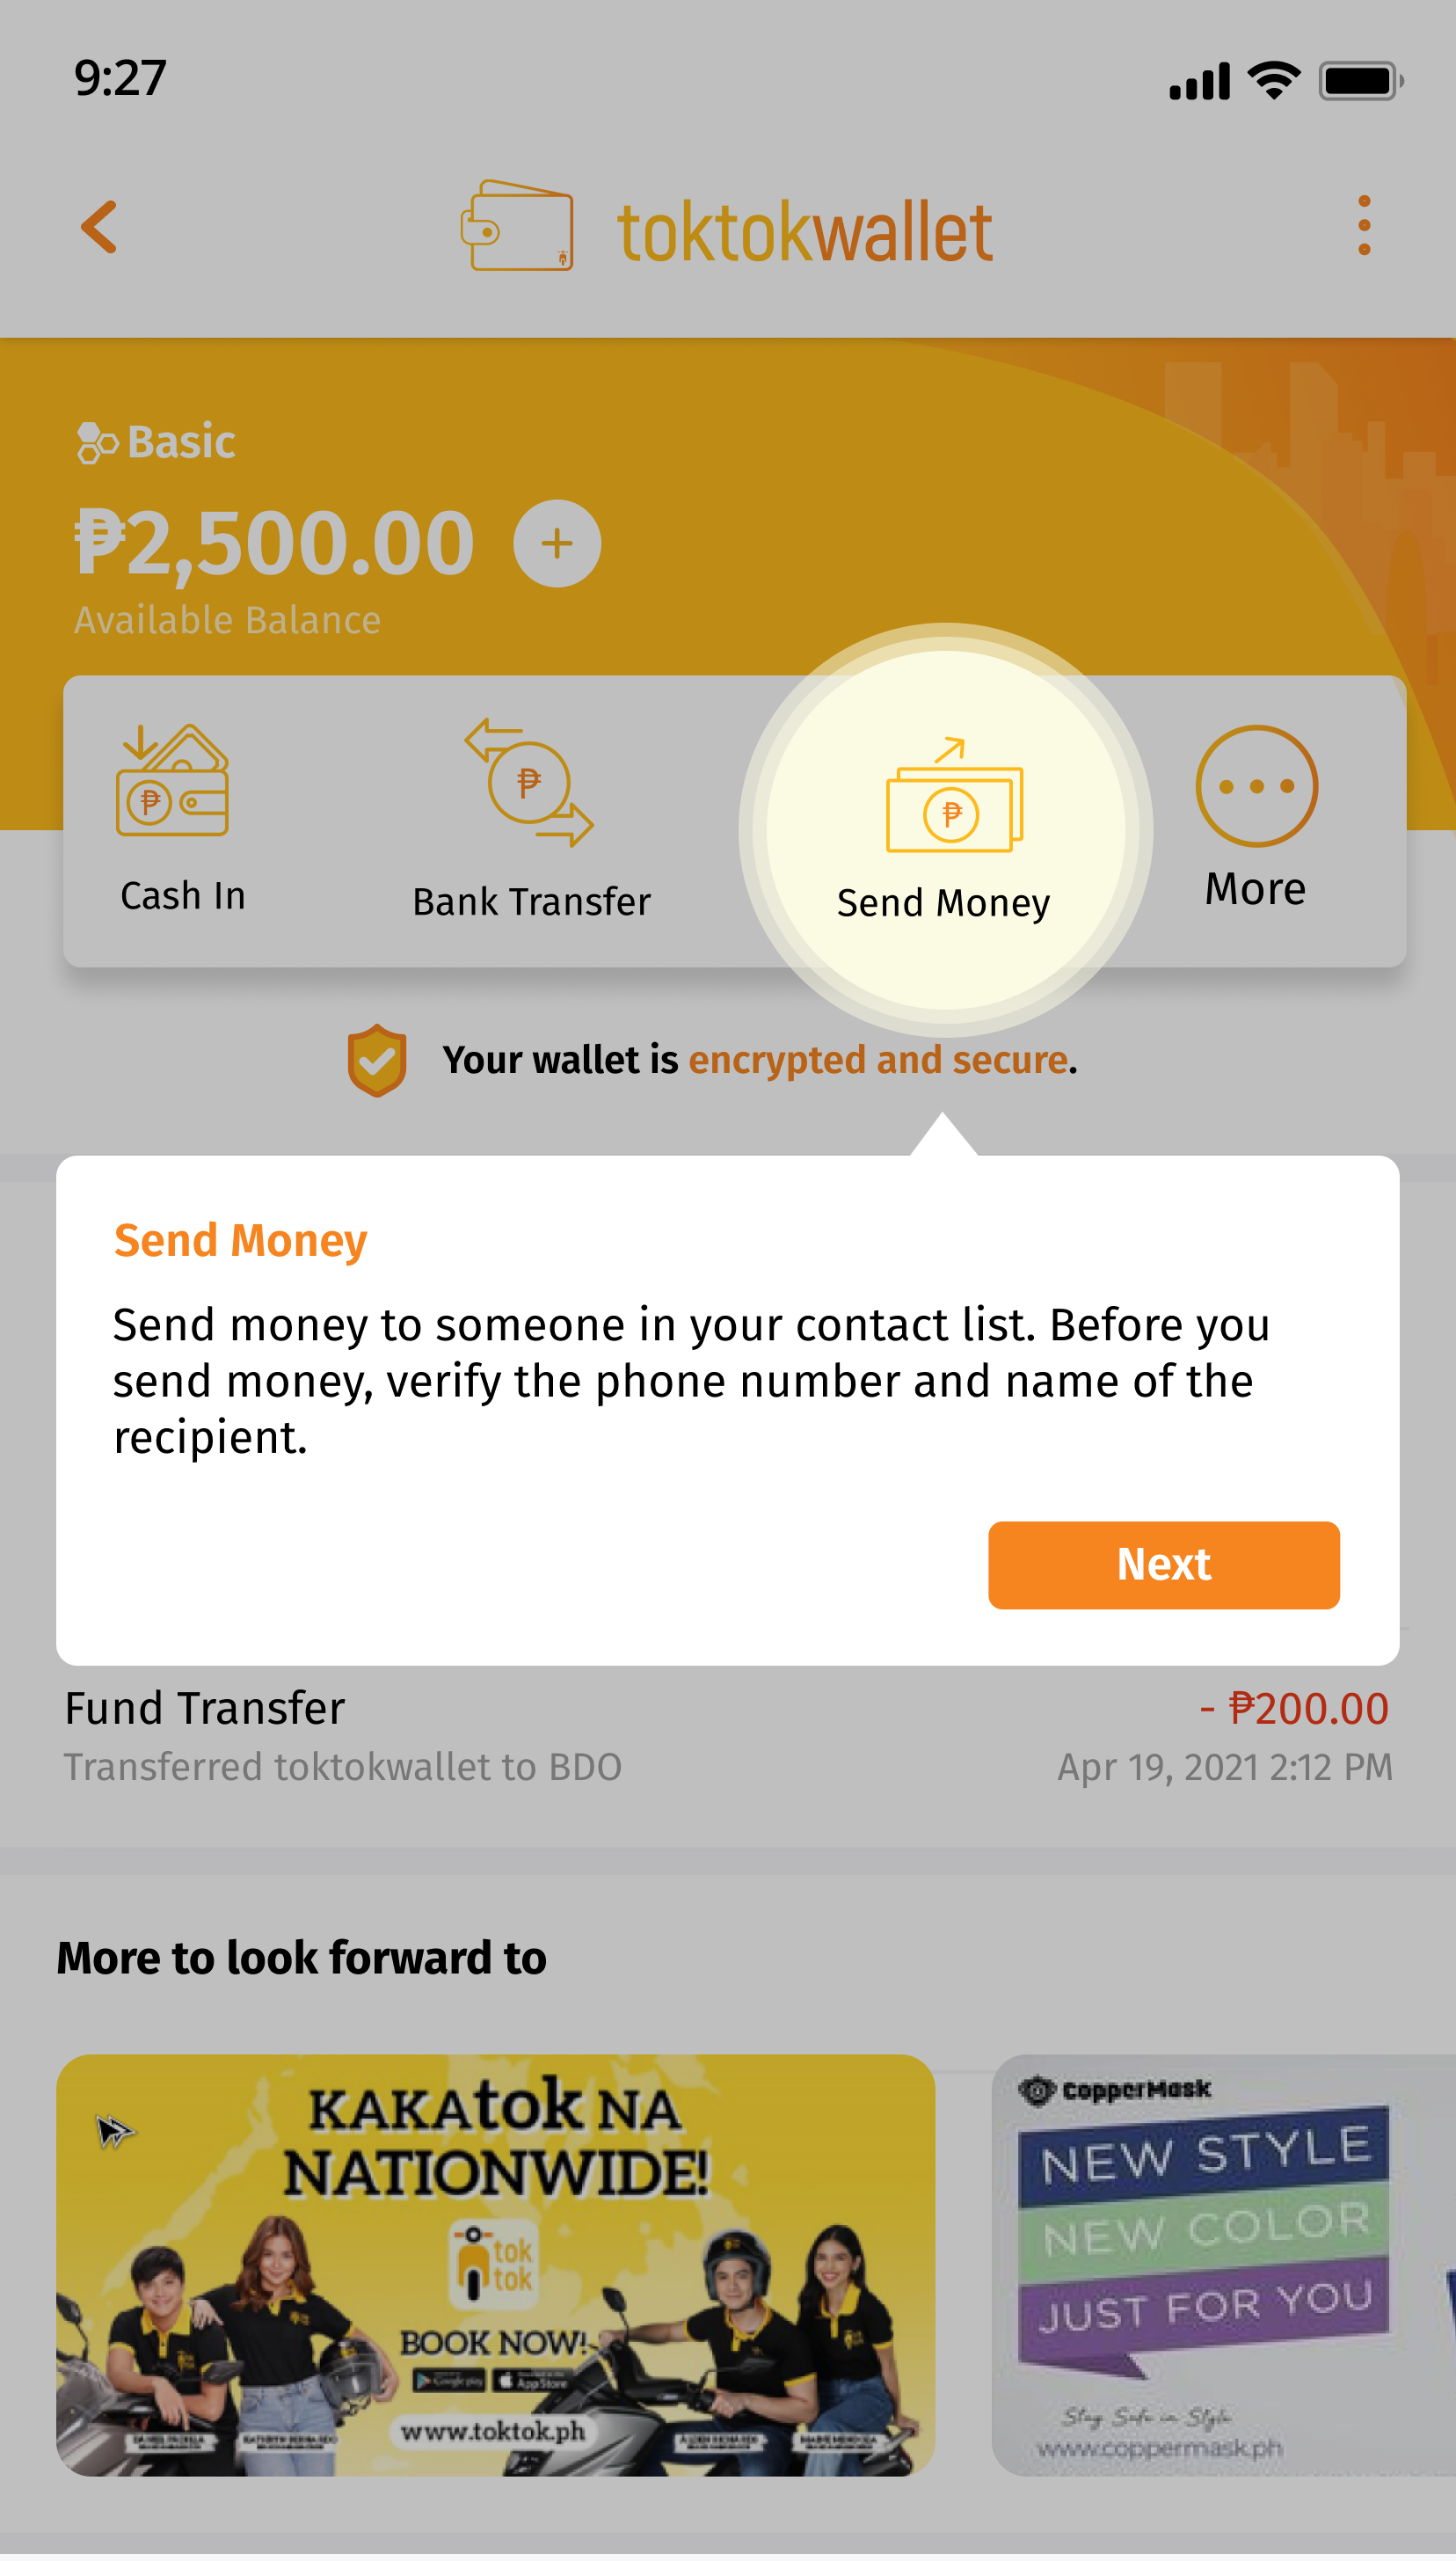 9:27
toktokwallet
Basic
₱2,500.00
+
Available Balance
₱
₱
₱
Cash In
Bank Transfer
Send Money
More
Your wallet is encrypted and secure.
Send Money
Send money to someone in your contact list. Before you
send money, verify the phone number and name of the
recipient.
Next
Fund Transfer
- ₱200.00
Transferred toktokwallet to BDO
Apr 19, 2021 2:12 PM
More to look forward to
KAKAtok NA
NATIONWIDE!
tok
tok
BOOK NOW!
Google play
App Store
www.toktok.ph
CopperMask
NEW STYLE
NEW COLOR
JUST FOR YOU
Stay Safe in Style
www.coppermask.ph